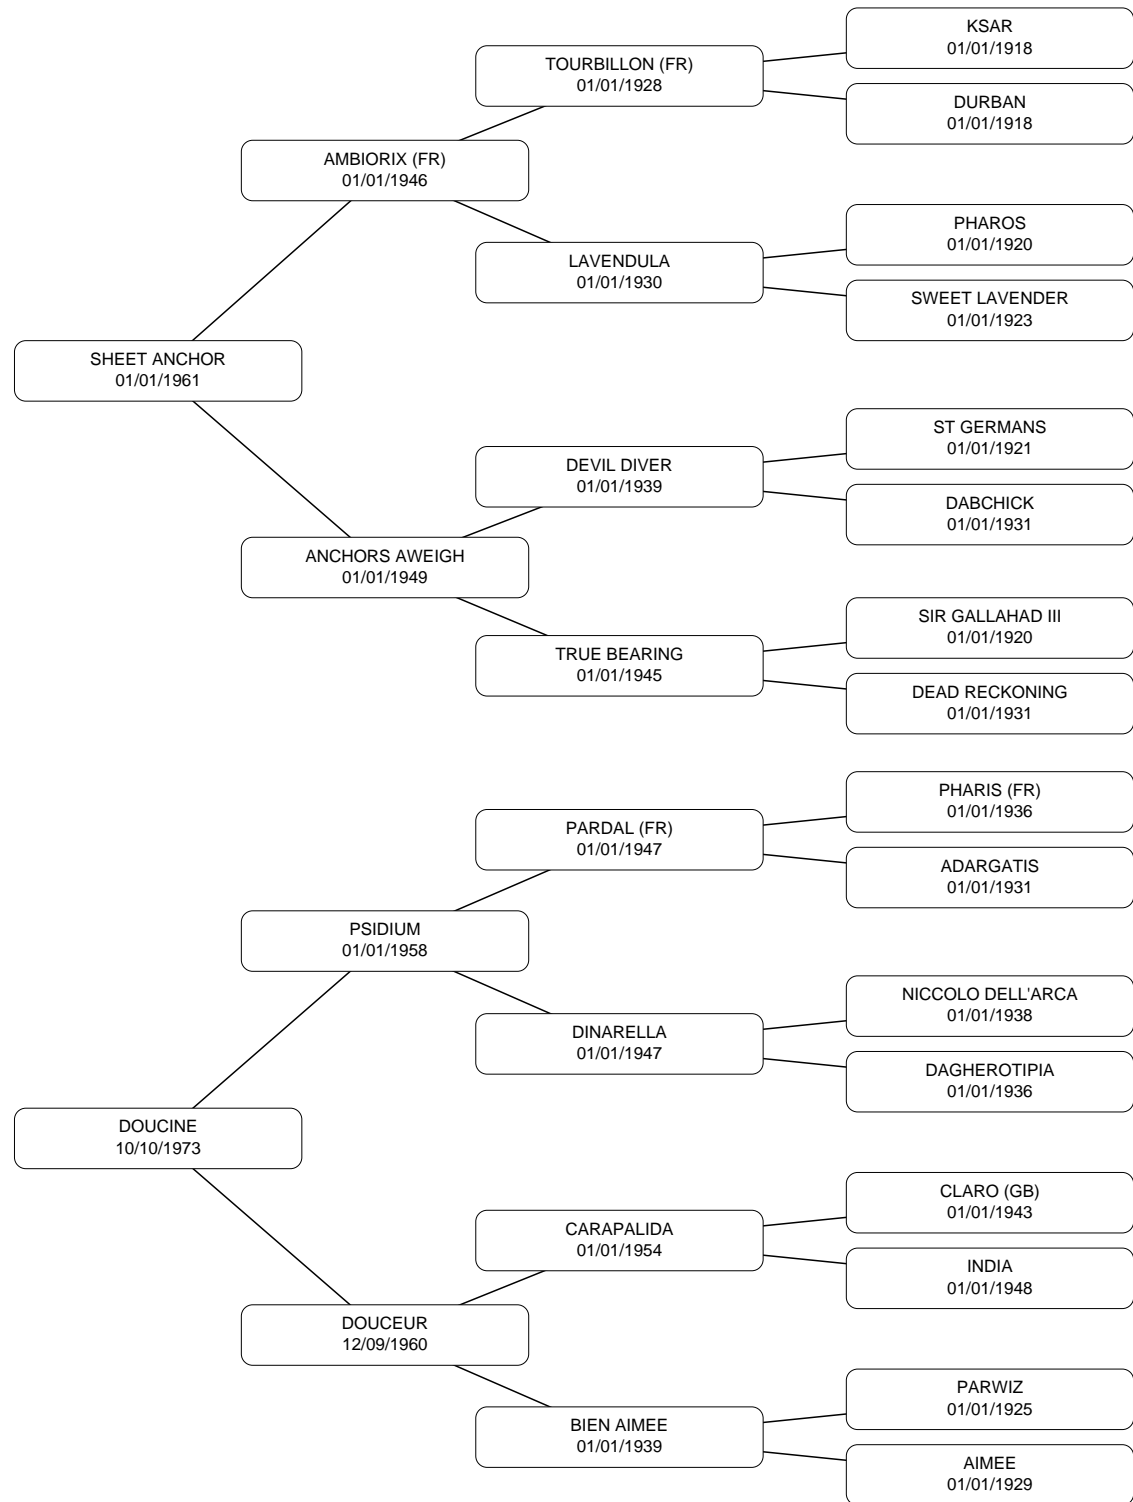 KSAR
01/01/1918
TOURBILLON (FR)
01/01/1928
DURBAN
01/01/1918
AMBIORIX (FR)
01/01/1946
PHAROS
01/01/1920
LAVENDULA
01/01/1930
SWEET LAVENDER
01/01/1923
SHEET ANCHOR
01/01/1961
ST GERMANS
01/01/1921
DEVIL DIVER
01/01/1939
DABCHICK
01/01/1931
ANCHORS AWEIGH
01/01/1949
SIR GALLAHAD III
01/01/1920
TRUE BEARING
01/01/1945
DEAD RECKONING
01/01/1931
PHARIS (FR)
01/01/1936
PARDAL (FR)
01/01/1947
ADARGATIS
01/01/1931
PSIDIUM
01/01/1958
NICCOLO DELL'ARCA
01/01/1938
DINARELLA
01/01/1947
DAGHEROTIPIA
01/01/1936
DOUCINE
10/10/1973
CLARO (GB)
01/01/1943
CARAPALIDA
01/01/1954
INDIA
01/01/1948
DOUCEUR
12/09/1960
PARWIZ
01/01/1925
BIEN AIMEE
01/01/1939
AIMEE
01/01/1929